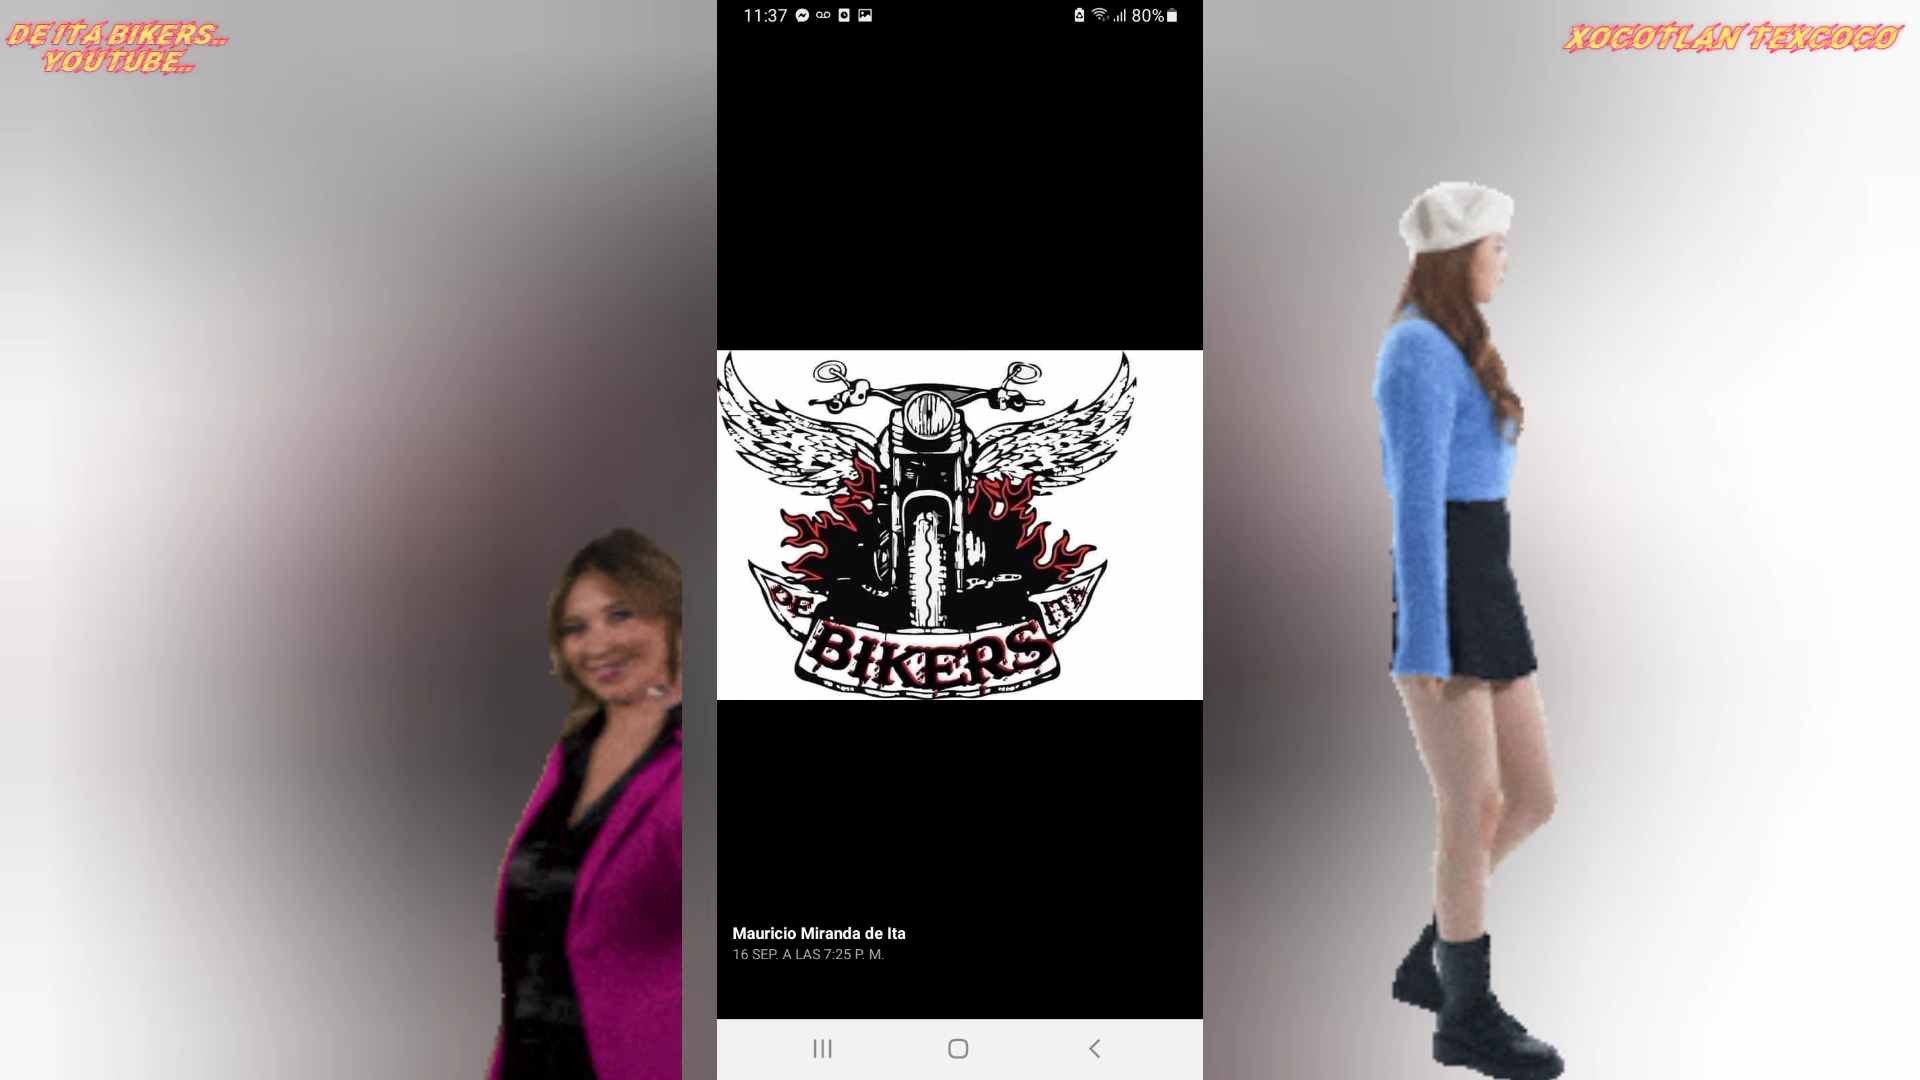 DE ITA BIKERS..
YOUTUBE..
XOCOTLAN TEXCOCO
11:37
80%
DE
ITA
BIKERS
Mauricio Miranda de Ita
16 SEP. A LAS 7:25 P. M.